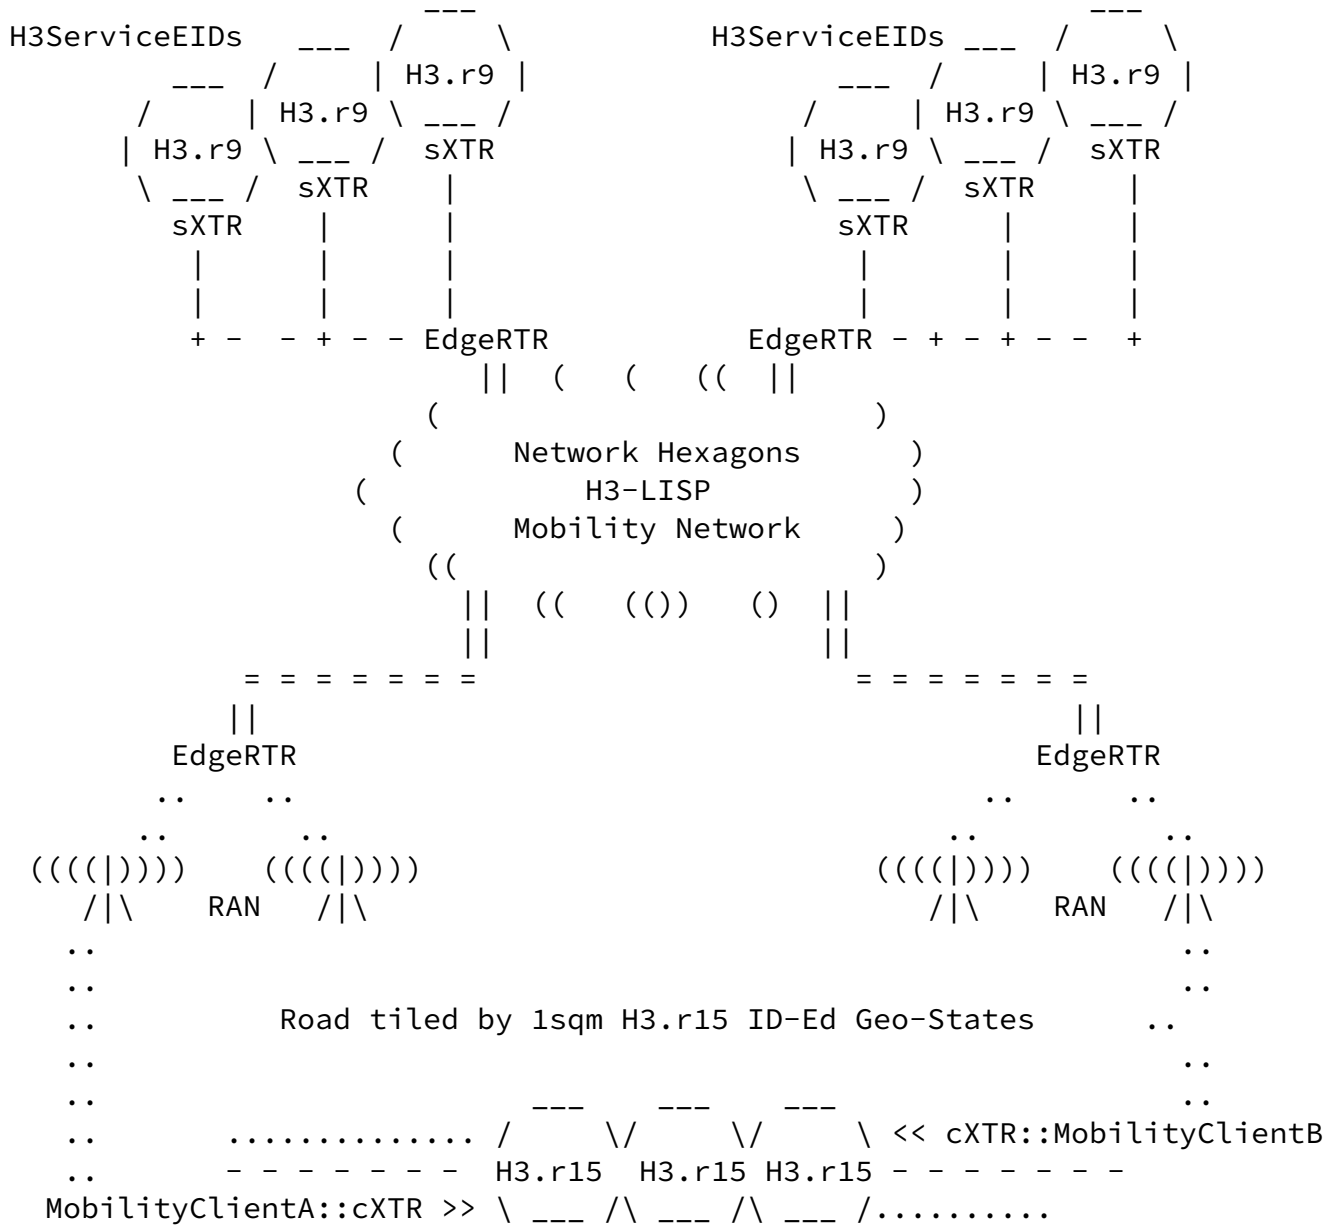 H3ServiceEIDs H3ServiceEIDs
H3.r9 H3.r9
H3.r9 H3.r9
H3.r9 sXTR H3.r9 sXTR
sXTR sXTR
sXTR sXTR
EdgeRTR EdgeRTR
Network Hexagons
H3-LISP
Mobility Network
EdgeRTR EdgeRTR
RAN RAN
Road tiled by 1sqm H3.r15 ID-Ed Geo-States
<< cXTR::MobilityClientB
H3.r15 H3.r15 H3.r15
MobilityClientA::cXTR >>